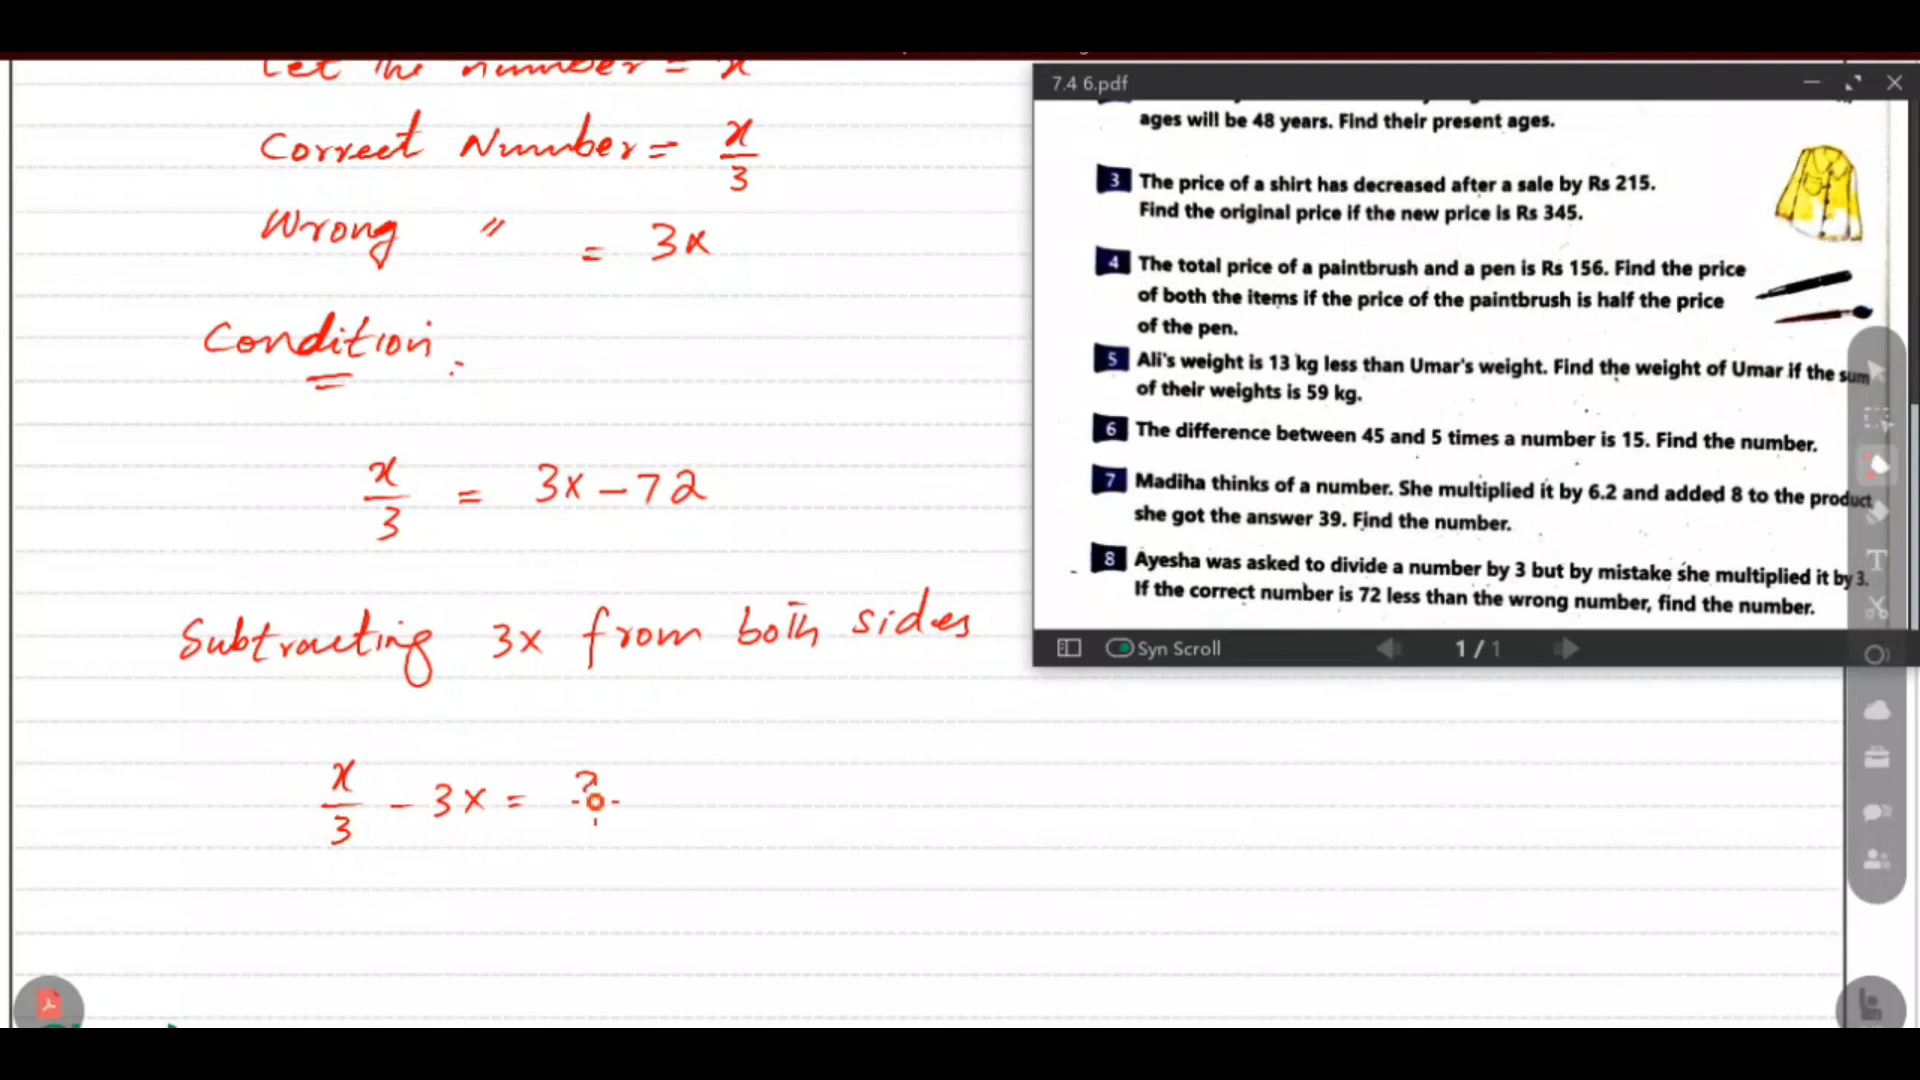 Let the number = x
Correct Number = x/3
Wrong " = 3x
Condition :
x/3 = 3x - 72
Subtracting 3x from both sides
x/3 - 3x =
7.4 6.pdf
ages will be 48 years. Find their present ages.
3 The price of a shirt has decreased after a sale by Rs 215.
Find the original price if the new price is Rs 345.
4 The total price of a paintbrush and a pen is Rs 156. Find the price
of both the items if the price of the paintbrush is half the price
of the pen.
5 Ali's weight is 13 kg less than Umar's weight. Find the weight of Umar if the sum
of their weights is 59 kg.
6 The difference between 45 and 5 times a number is 15. Find the number.
7 Madiha thinks of a number. She multiplied it by 6.2 and added 8 to the product
she got the answer 39. Find the number.
8 Ayesha was asked to divide a number by 3 but by mistake she multiplied it by 3.
If the correct number is 72 less than the wrong number, find the number.
Syn Scroll 1 / 1
T